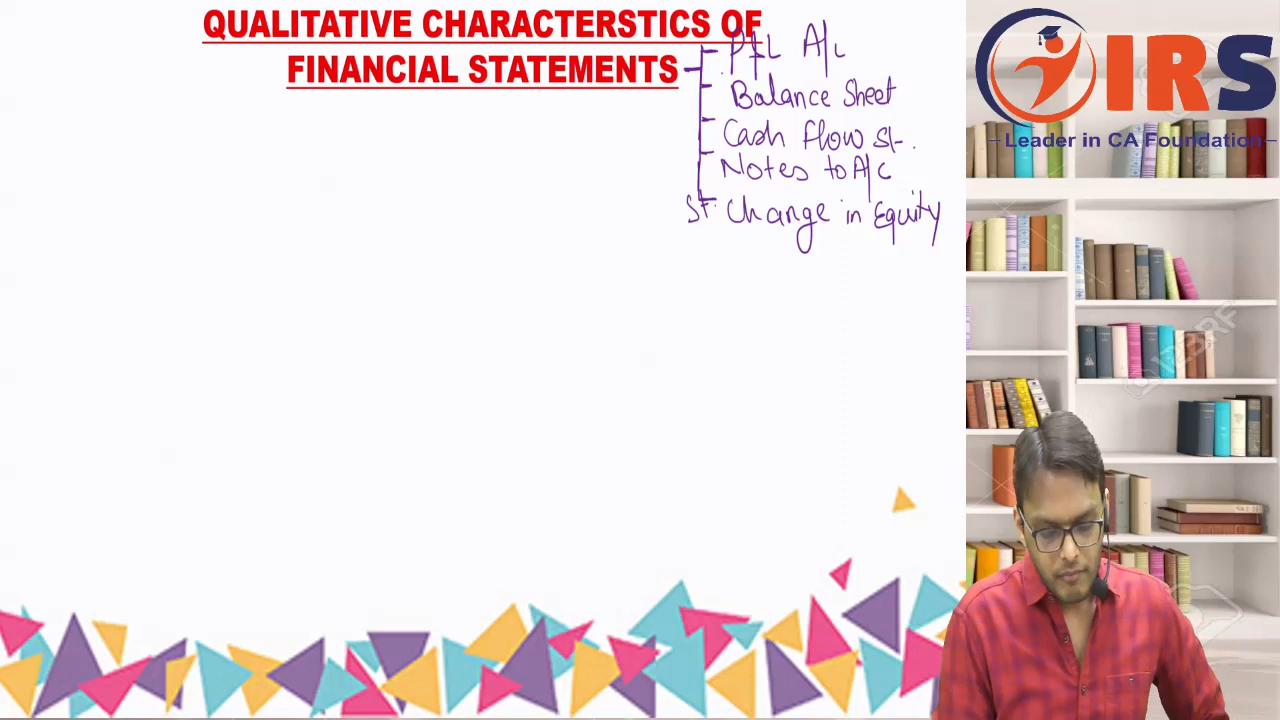 QUALITATIVE CHARACTERSTICS OF
FINANCIAL STATEMENTS
P&L A/c
Balance Sheet
Cash flow St-.
Notes to A/c
St. Change in Equity
IRS
- Leader in CA Foundation -
123RF